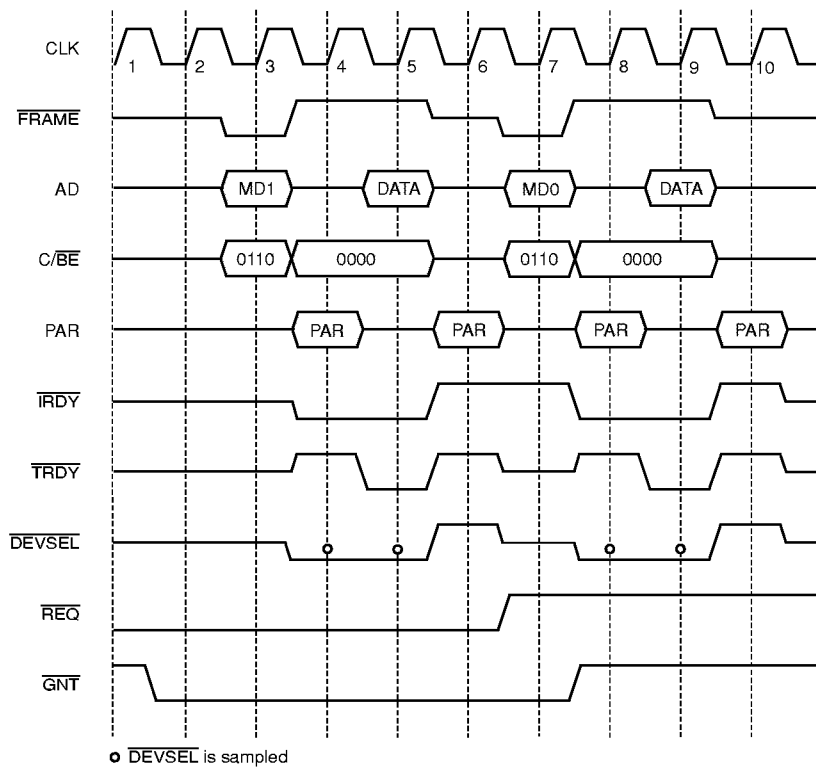 CLK
1 2 3 4 5 6 7 8 9 10
FRAME
AD MD1 DATA MD0 DATA
C/BE 0110 0000 0110 0000
PAR PAR PAR PAR PAR
IRDY
TRDY
DEVSEL
REQ
GNT
DEVSEL is sampled